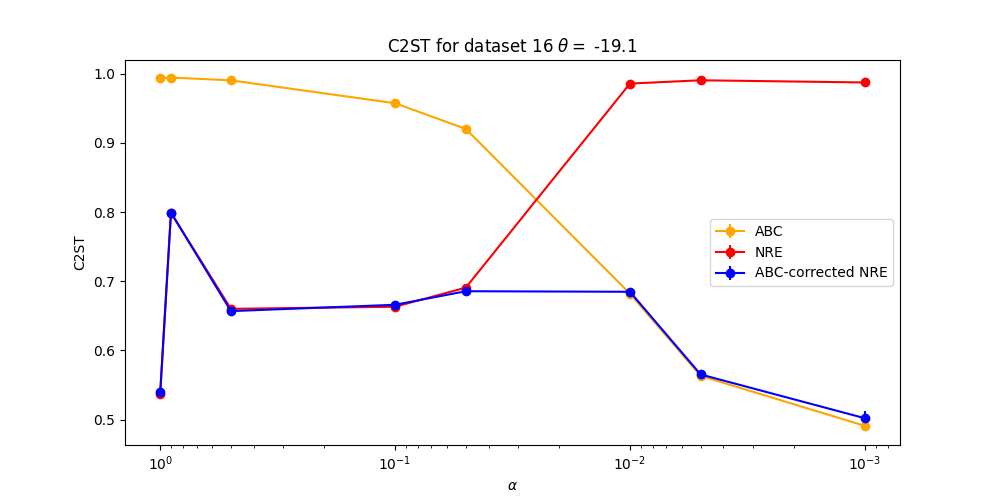 C2ST for dataset 16 θ = -19.1
C2ST
1.0
0.9
0.8
0.7
0.6
0.5
ABC
NRE
ABC-corrected NRE
10⁰ 10⁻¹ 10⁻² 10⁻³
α